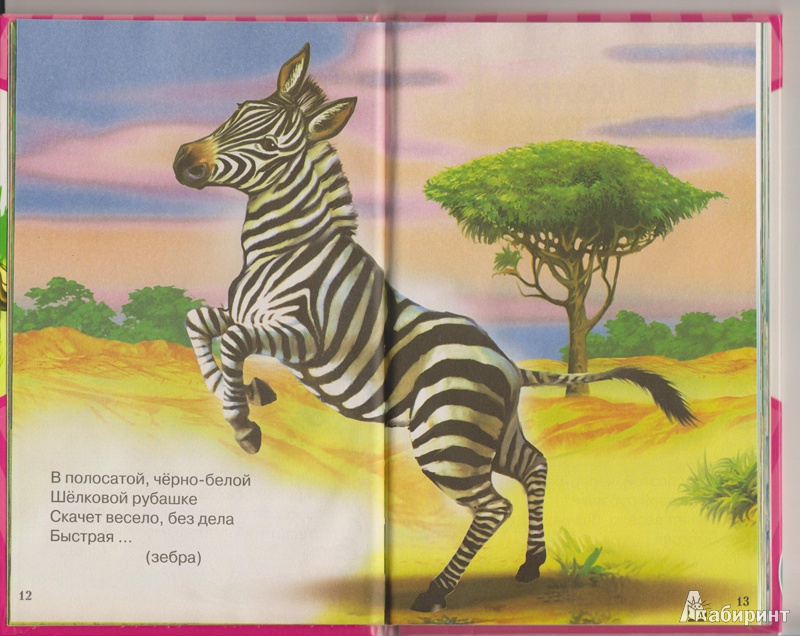 В полосатой, чёрно-белой
Шёлковой рубашке
Скачет весело, без дела
Быстрая ...
(зебра)
12
13
Лабиринт